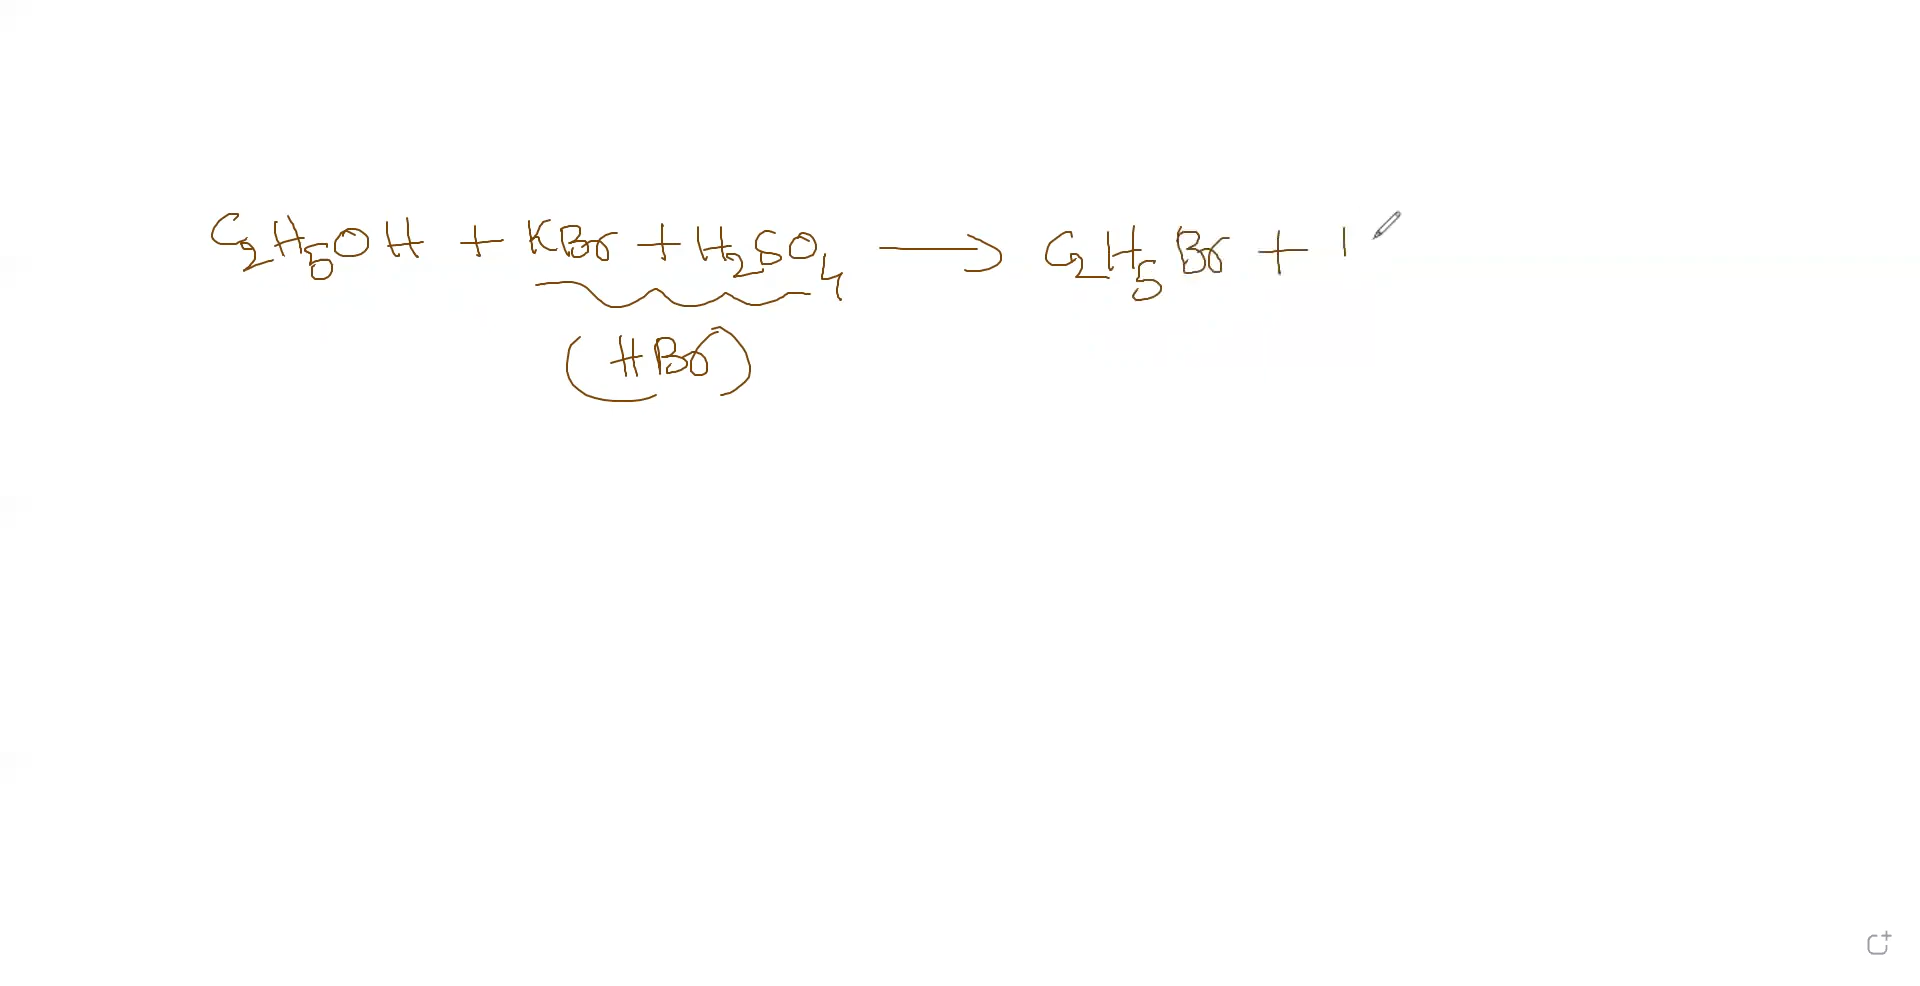 C₂H₅OH + KBr + H₂SO₄ ⟶ C₂H₅Br +
(HBr)